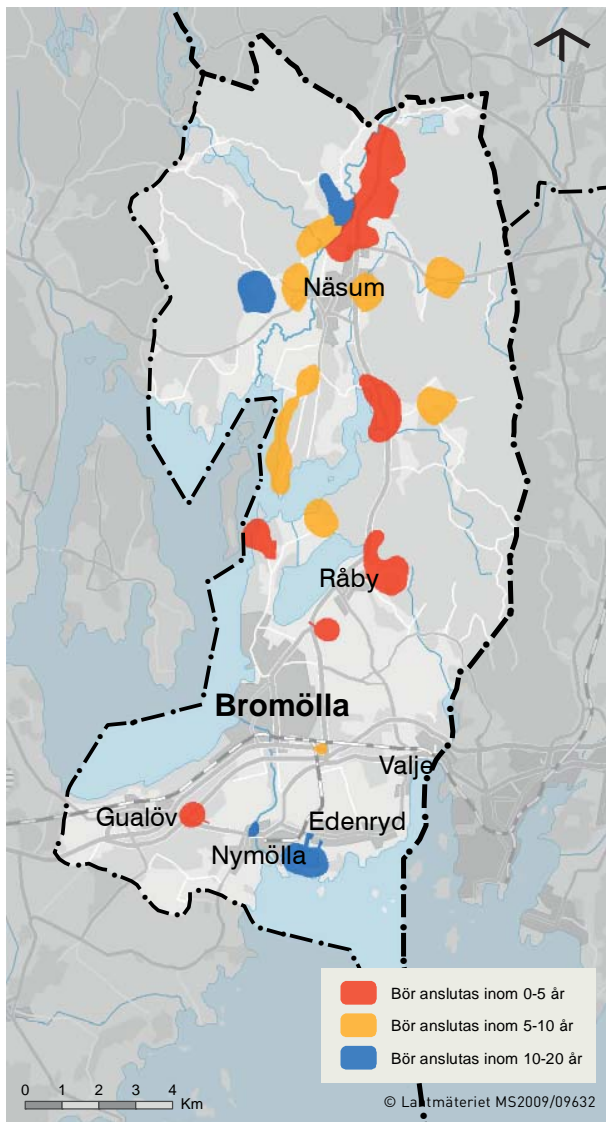 Näsum
Råby
Bromölla
Valje
Gualöv
Edenryd
Nymölla
Bör anslutas inom 0-5 år
Bör anslutas inom 5-10 år
Bör anslutas inom 10-20 år
0 1 2 3 4
Km
© Lantmäteriet MS2009/09632